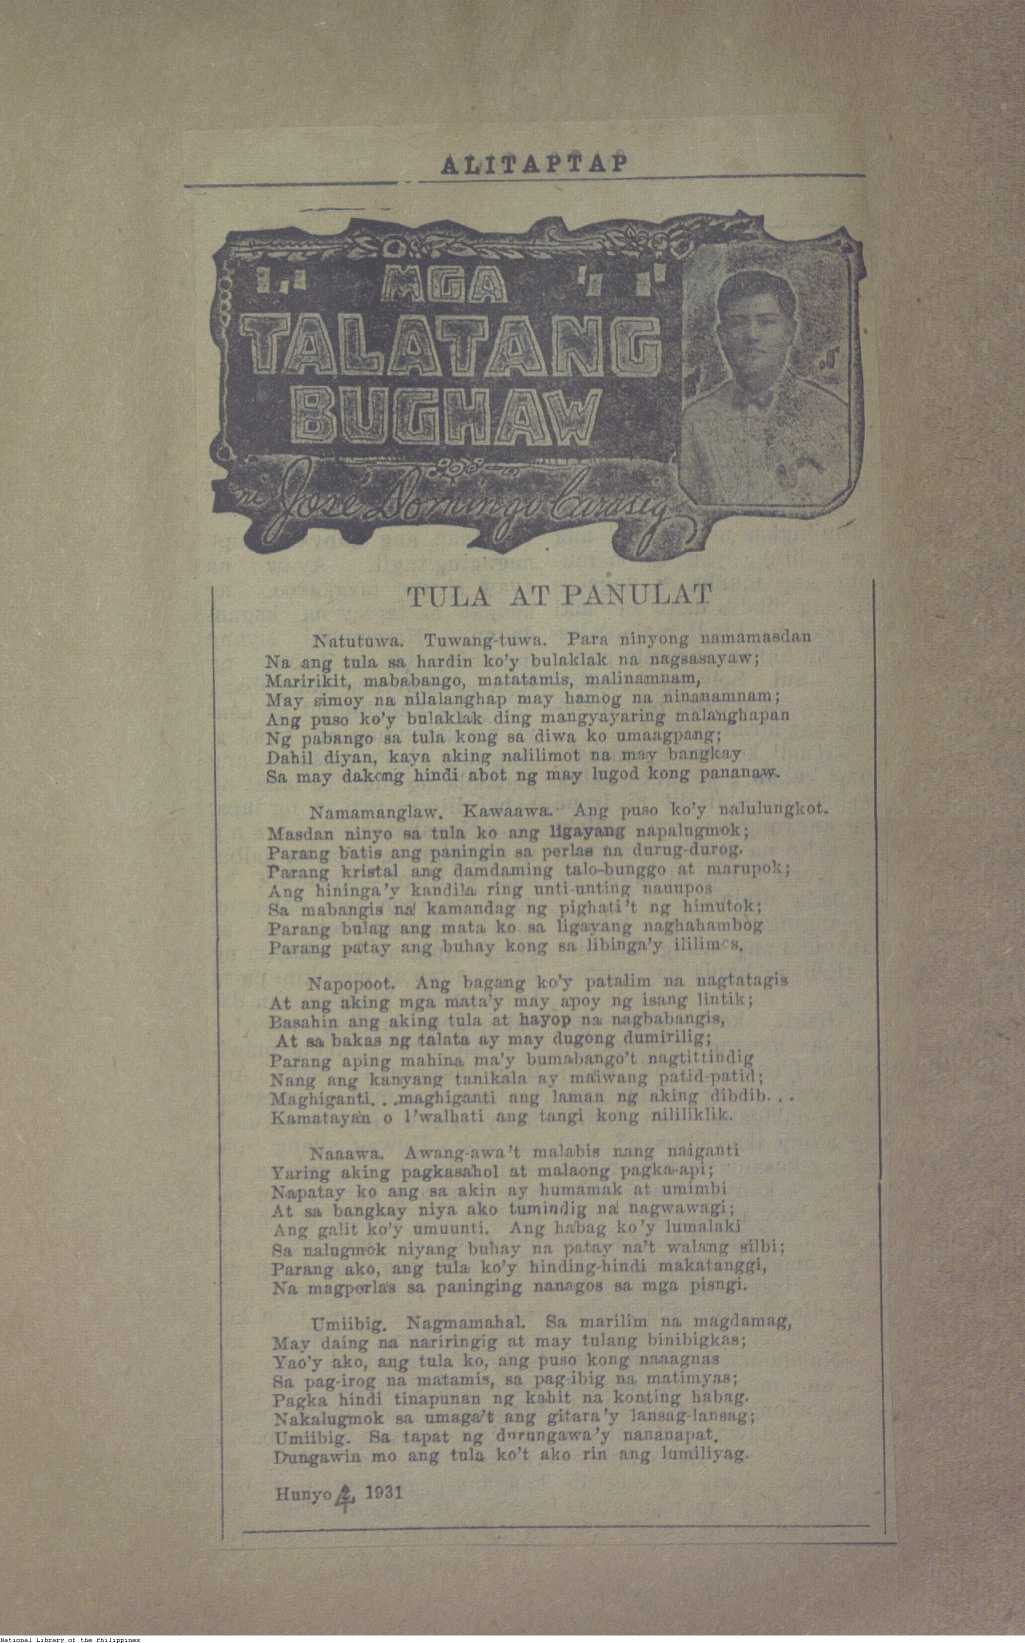 ALITAPTAP
MGA
TALATANG
BUGHAW
ni José Domingo Carasig
TULA AT PANULAT
Natutuwa. Tuwang-tuwa. Para ninyong namamasdan
Na ang tula sa hardin ko'y bulaklak na nagsasayaw;
Maririkit, mababango, matatamis, malinamnam,
May simoy na nilalanghap may hamog na ninanamnam;
Ang puso ko'y bulaklak ding mangyayaring malanghapan
Ng pabango sa tula kong sa diwa ko umaagpang;
Dahil diyan, kaya aking nalilimot na may bangkay
Sa may dakong hindi abot ng may lugod kong pananaw.
Namamanglaw. Kawaawa. Ang puso ko'y nalulungkot.
Masdan ninyo sa tula ko ang ligayang napalugmok;
Parang batis ang paningin sa perlas na durug-durog.
Parang kristal ang damdaming talo-bunggo at marupok;
Ang hininga'y kandila ring unti-unting nauupos
Sa mabangis na kamandag ng pighati't ng himutok;
Parang bulag ang mata ko sa ligayang naghahambog
Parang patay ang buhay kong sa libinga'y ililimos.
Napopoot. Ang bagang ko'y patalim na nagtatagis
At ang aking mga mata'y may apoy ng isang lintik;
Basahin ang aking tula at hayop na nagbabangis,
At sa bakas ng talata ay may dugong dumirilig;
Parang aping mahina ma'y bumabango't nagtittindig
Nang ang kanyang tanikala ay maiwang patid-patid;
Maghiganti. . .maghiganti ang laman ng aking dibdib. . .
Kamatayan o l'walhati ang tangi kong nililiklik.
Naaawa. Awang-awa't malabis nang naiganti
Yaring aking pagkasahol at malaong pagka-api;
Napatay ko ang sa akin ay humamak at umimbi
At sa bangkay niya ako tumindig na nagwawagi;
Ang galit ko'y umuunti. Ang habag ko'y lumalaki
Sa nalugmok niyang buhay na patay na't walang silbi;
Parang ako, ang tula ko'y hinding-hindi makatanggi,
Na magperlas sa paninging nanagos sa mga pisngi.
Umiibig. Nagmamahal. Sa marilim na magdamag,
May daing na nariringig at may tulang binibigkas;
Yao'y ako, ang tula ko, ang puso kong naaagnas
Sa pag-irog na matamis, sa pag-ibig na matimyas;
Pagka hindi tinapunan ng kahit na konting habag.
Nakalugmok sa umaga't ang gitara'y lansag-lansag;
Umiibig. Sa tapat ng durungawa'y nananapat.
Dungawin mo ang tula ko't ako rin ang lumiliyag.
Hunyo 4, 1931
National Library of the Philippines